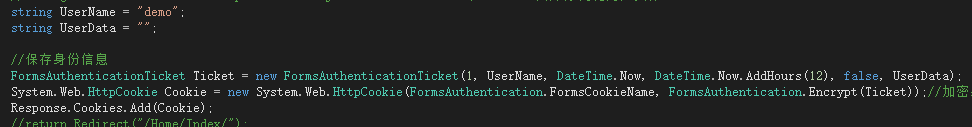 string UserName = "demo";
string UserData = "";
//保存身份信息
FormsAuthenticationTicket Ticket = new FormsAuthenticationTicket(1, UserName, DateTime.Now, DateTime.Now.AddHours(12), false, UserData);
System.Web.HttpCookie Cookie = new System.Web.HttpCookie(FormsAuthentication.FormsCookieName, FormsAuthentication.Encrypt(Ticket));//加密
Response.Cookies.Add(Cookie);
//return Redirect("/Home/Index/");